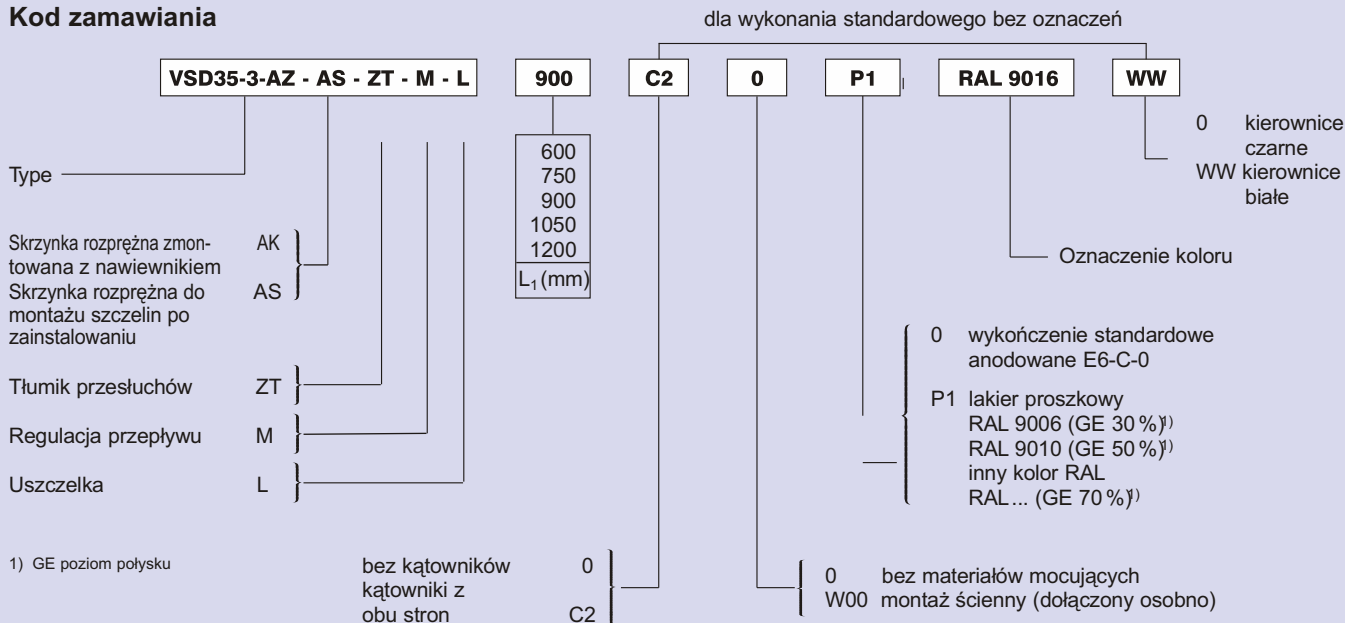 Kod zamawiania
dla wykonania standardowego bez oznaczeń
VSD35-3-AZ - AS - ZT - M - L
900
C2
0
P1
RAL 9016
WW
600
750
900
1050
1200
L₁ (mm)
0 kierownice
czarne
WW kierownice
białe
Type
Oznaczenie koloru
Skrzynka rozprężna zmon-
towana z nawiewnikiem
AK
Skrzynka rozprężna do
montażu szczelin po
zainstalowaniu
AS
Tłumik przesłuchów ZT
Regulacja przepływu M
Uszczelka L
0 wykończenie standardowe
anodowane E6-C-0
P1 lakier proszkowy
RAL 9006 (GE 30 %)¹⁾
RAL 9010 (GE 50 %)¹⁾
inny kolor RAL
RAL... (GE 70 %)¹⁾
1) GE poziom połysku
bez kątowników 0
kątowniki z
obu stron C2
0 bez materiałów mocujących
W00 montaż ścienny (dołączony osobno)